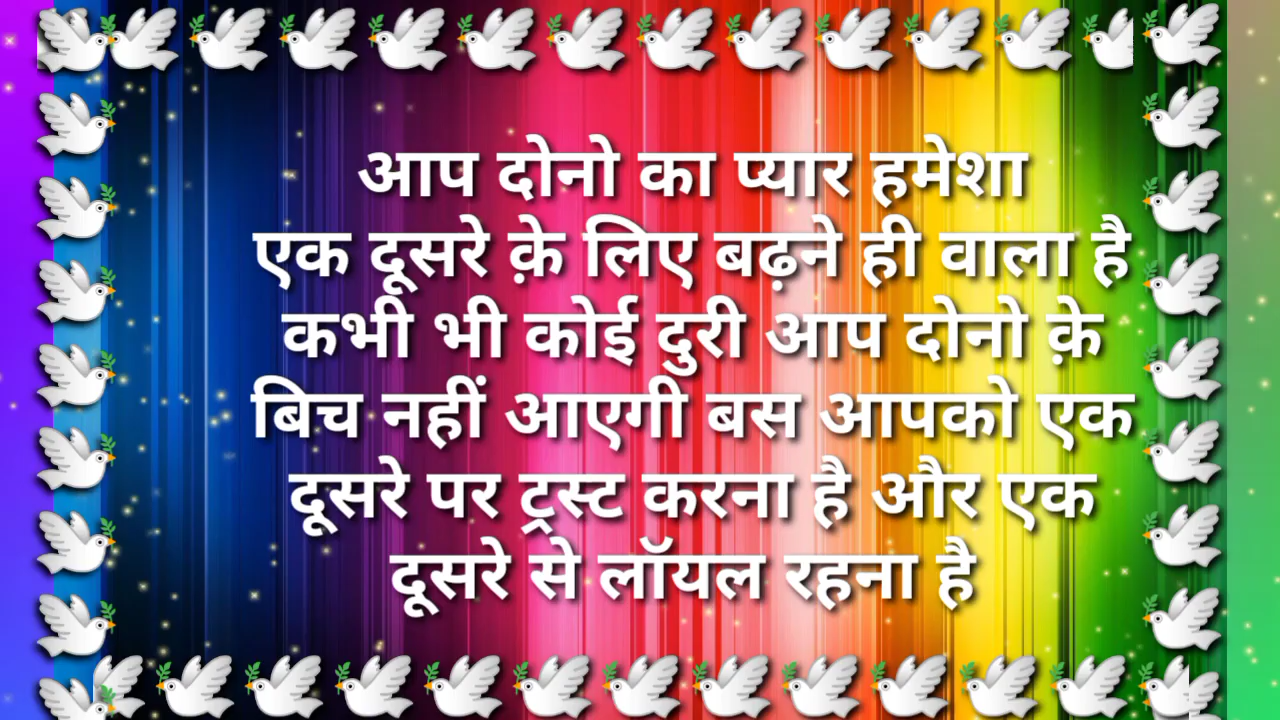 आप दोनो का प्यार हमेशा
एक दूसरे क़े लिए बढ़ने ही वाला है
कभी भी कोई दुरी आप दोनो क़े
बिच नहीं आएगी बस आपको एक
दूसरे पर ट्रस्ट करना है और एक
दूसरे से लॉयल रहना है